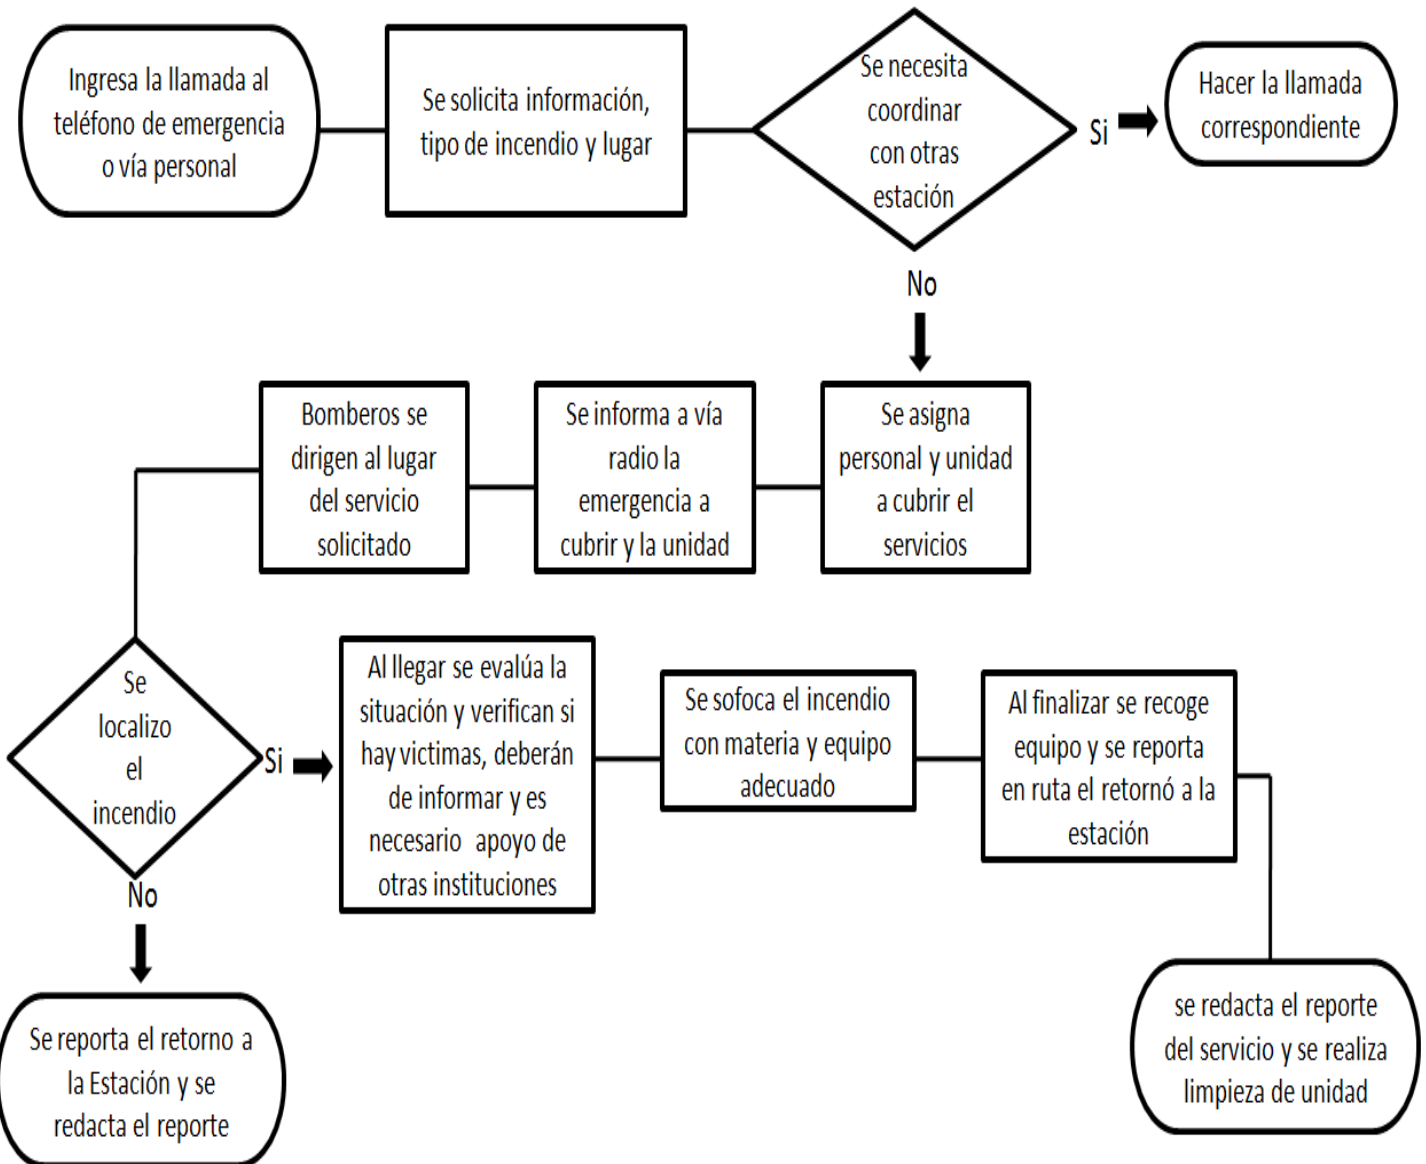 Ingresa la llamada al
teléfono de emergencia
o vía personal
Se solicita información,
tipo de incendio y lugar
Se necesita
coordinar
con otras
estación
Si
Hacer la llamada
correspondiente
No
Se asigna
personal y unidad
a cubrir el
servicios
Se informa a vía
radio la
emergencia a
cubrir y la unidad
Bomberos se
dirigen al lugar
del servicio
solicitado
Se
localizo
el
incendio
Si
Al llegar se evalúa la
situación y verifican si
hay victimas, deberán
de informar y es
necesario apoyo de
otras instituciones
Se sofoca el incendio
con materia y equipo
adecuado
Al finalizar se recoge
equipo y se reporta
en ruta el retornó a la
estación
se redacta el reporte
del servicio y se realiza
limpieza de unidad
No
Se reporta el retorno a
la Estación y se
redacta el reporte